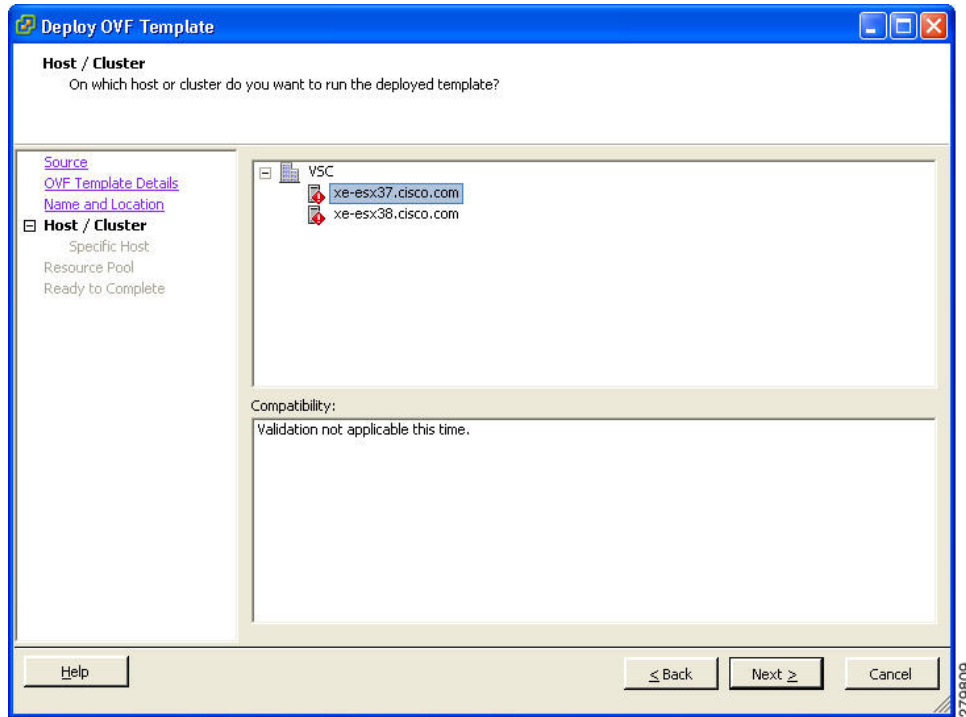 Deploy OVF Template
Host / Cluster
On which host or cluster do you want to run the deployed template?
Source
OVF Template Details
Name and Location
Host / Cluster
Specific Host
Resource Pool
Ready to Complete
VSC
xe-esx37.cisco.com
xe-esx38.cisco.com
Compatibility:
Validation not applicable this time.
Help
< Back
Next >
Cancel
279809